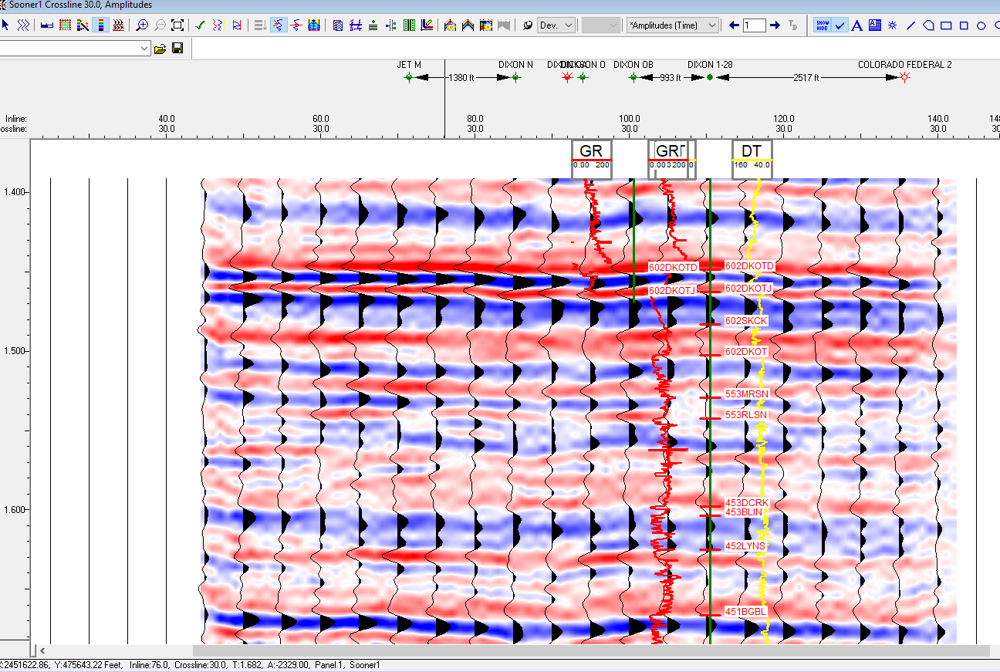 Sooner1 Crossline 30.0, Amplitudes
Dev. *Amplitudes (Time) 1 SHOW HIDE A
JET M DIXON N DICKSON O DIXON OB DIXON 1-28 COLORADO FEDERAL 2
1380 ft 993 ft 2517 ft
Inline: 40.0 60.0 80.0 100.0 120.0 140.0 148
ossline: 30.0 30.0 30.0 30.0 30.0 30.0 30.
GR GR DT
0.00 200 200 160 40.0
1.400
602DKOTD 602DKOTD
602DKOTJ 602DKOTJ
602SKCK
1.500 602DKOT
553MRSN
553RLSN
453DCRK
1.600 453BLIN
452LYNS
451BGBL
X:2451622.86, Y:475643.22 Feet, Inline:76.0, Crossline:30.0, T:1.682, A:-2329.00, Panel 1, Sooner1